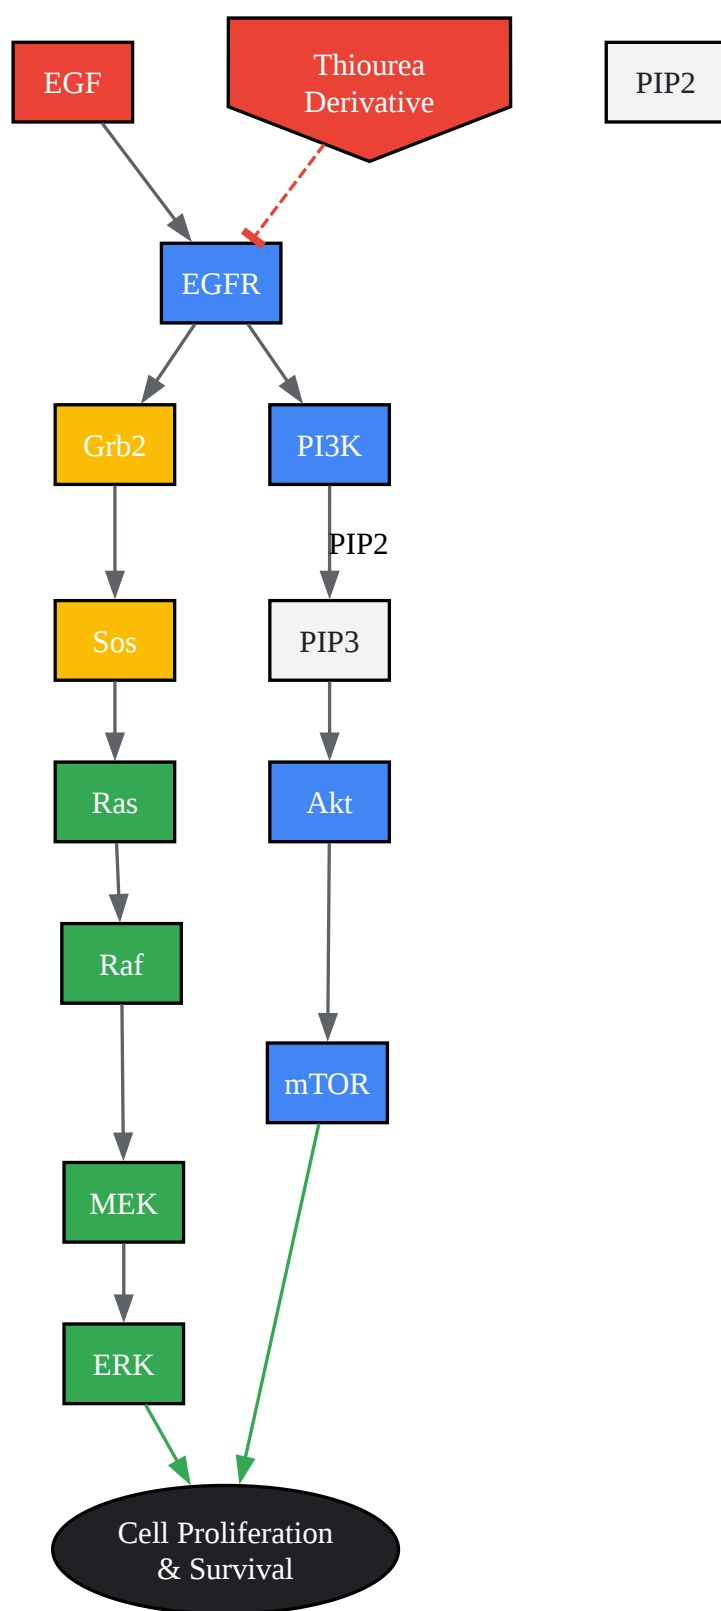 EGF
Thiourea
Derivative
PIP2
EGFR
Grb2
PI3K
PIP2
Sos
PIP3
Ras
Akt
Raf
mTOR
MEK
ERK
Cell Proliferation
& Survival